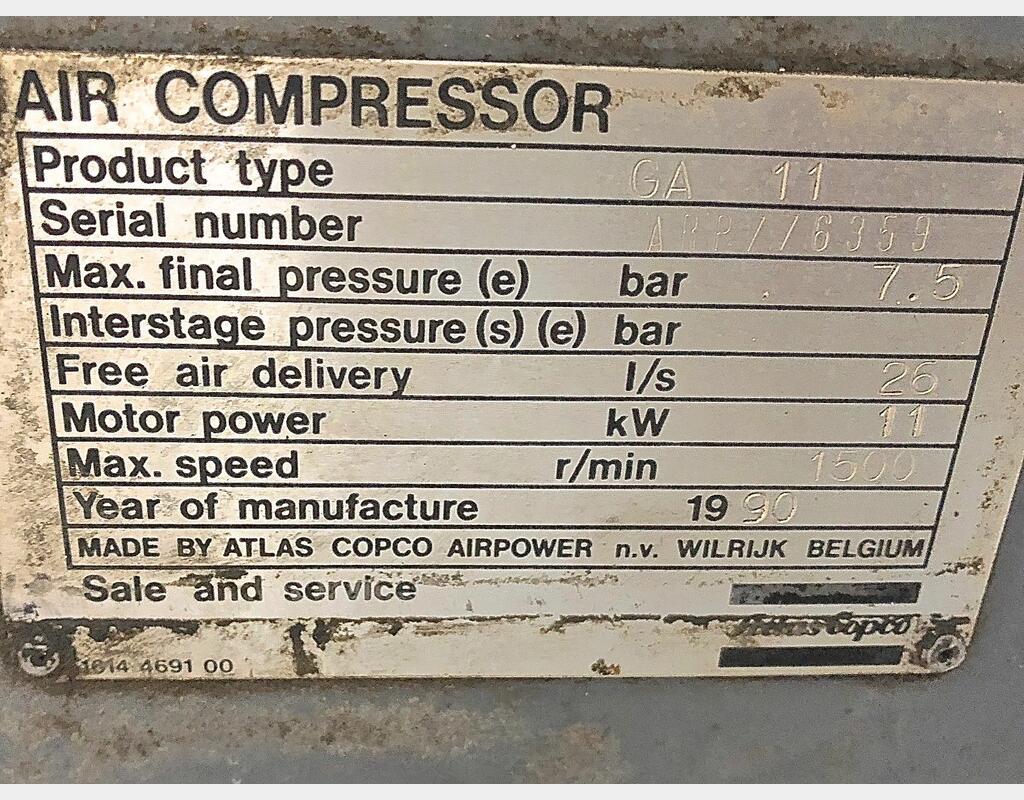 AIR COMPRESSOR
Product type GA 11
Serial number
Max. final pressure (e) bar 7.5
Interstage pressure (s) (e) bar
Free air delivery l/s 26
Motor power kW 11
Max. speed r/min 1500
Year of manufacture 19 90
MADE BY ATLAS COPCO AIRPOWER n.v. WILRIJK BELGIUM
Sale and service
Atlas Copco
1614 4691 00